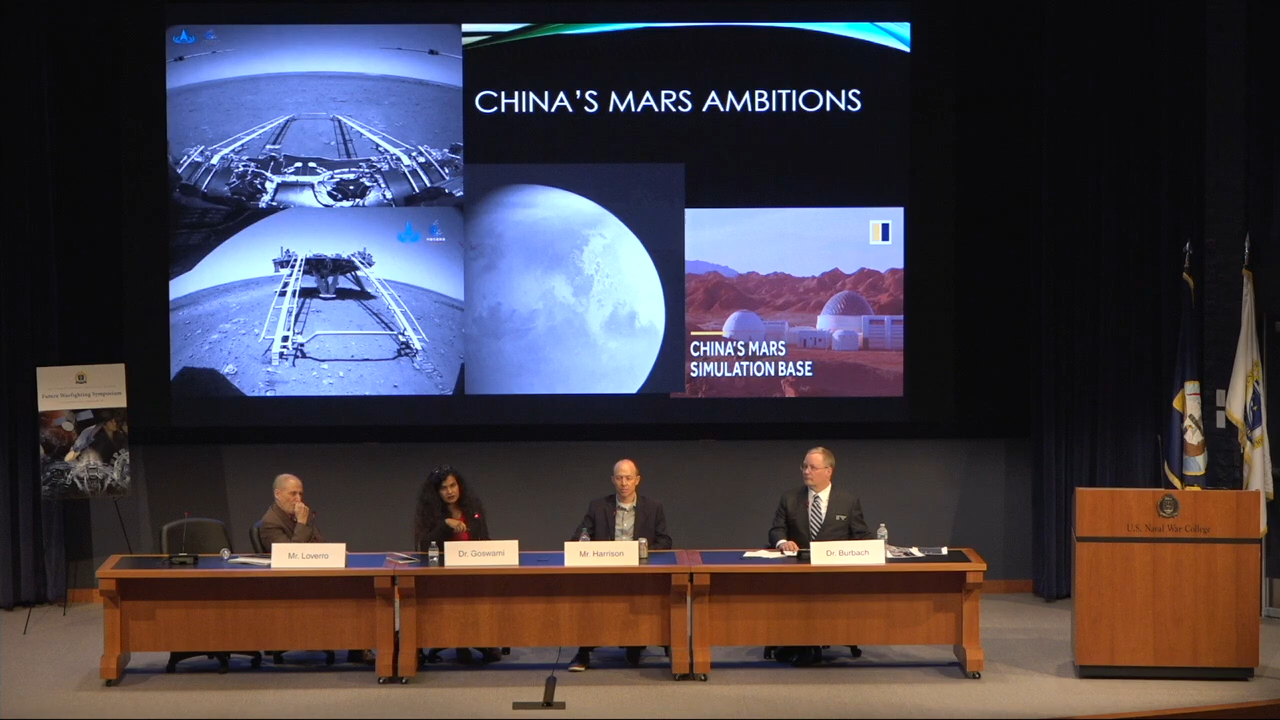 CHINA'S MARS AMBITIONS
CHINA'S MARS
SIMULATION BASE
Future Warfighting Symposium
Mr. Loverro
Dr. Goswami
Mr. Harrison
Dr. Burbach
U.S. Naval War College